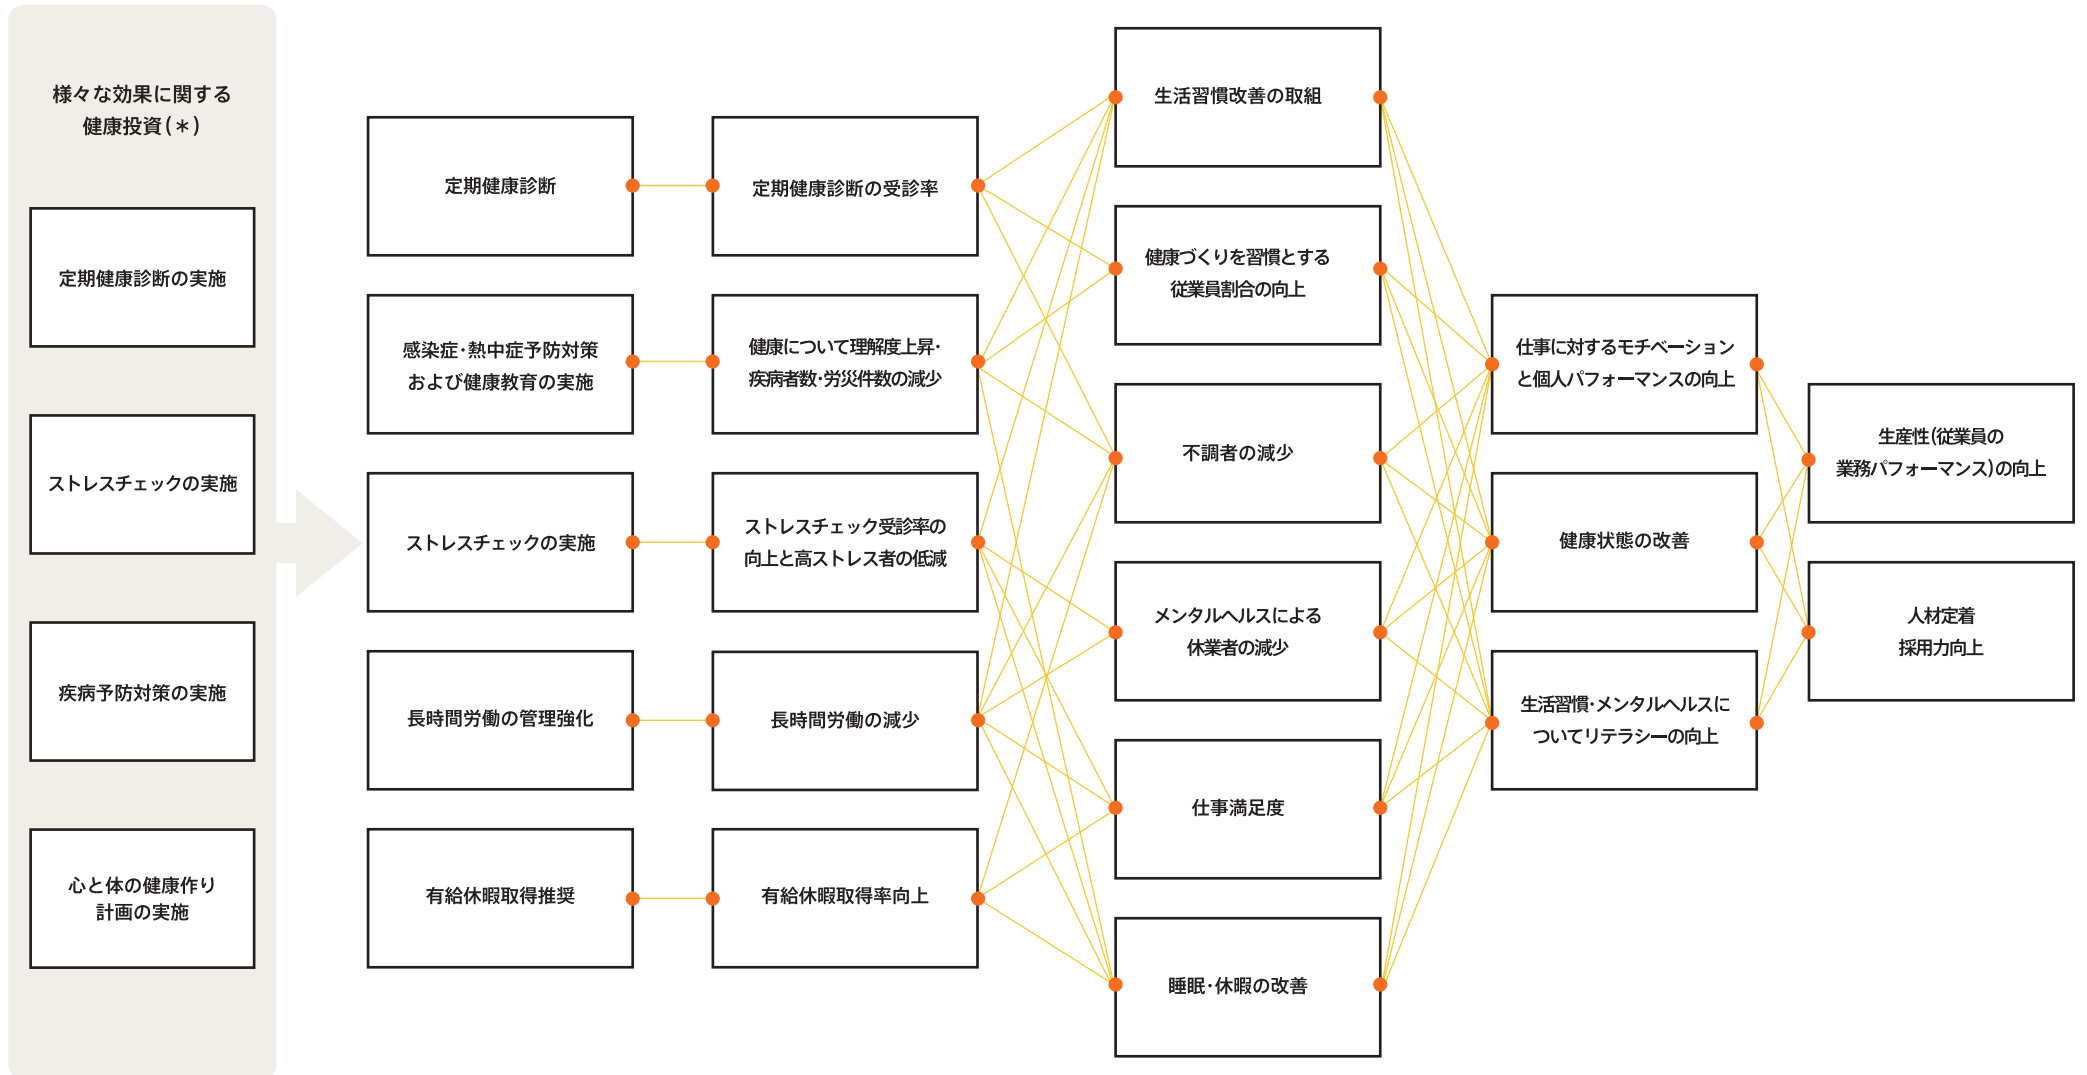 様々な効果に関する
健康投資(＊)
定期健康診断の実施
ストレスチェックの実施
疾病予防対策の実施
心と体の健康作り
計画の実施
定期健康診断
感染症・熱中症予防対策
および健康教育の実施
ストレスチェックの実施
長時間労働の管理強化
有給休暇取得推奨
定期健康診断の受診率
健康について理解度上昇・
疾病者数・労災件数の減少
ストレスチェック受診率の
向上と高ストレス者の低減
長時間労働の減少
有給休暇取得率向上
生活習慣改善の取組
健康づくりを習慣とする
従業員割合の向上
不調者の減少
メンタルヘルスによる
休業者の減少
仕事満足度
睡眠・休暇の改善
仕事に対するモチベーション
と個人パフォーマンスの向上
健康状態の改善
生活習慣・メンタルヘルスに
ついてリテラシーの向上
生産性(従業員の
業務パフォーマンス)の向上
人材定着
採用力向上